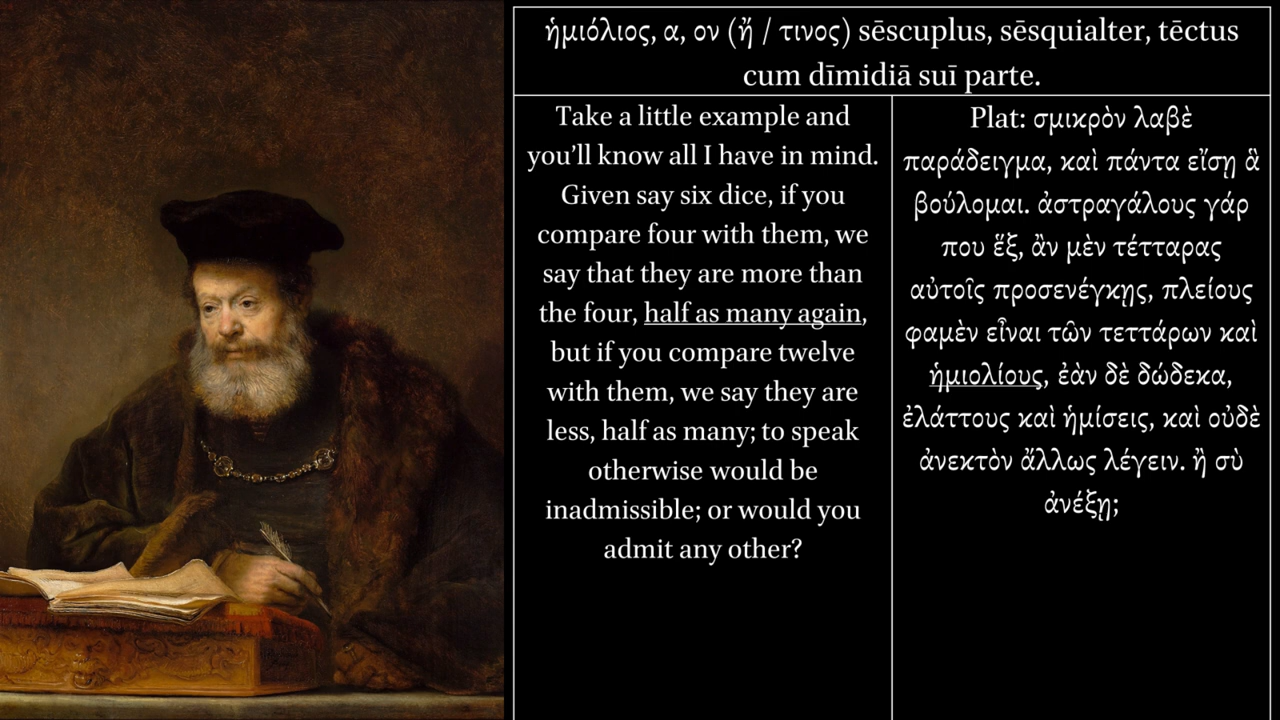 ἡμιόλιος, α, ον (ἤ / τινος) sēscuplus, sēsquialter, tēctus
cum dīmidiā suī parte.
Take a little example and
you’ll know all I have in mind.
Given say six dice, if you
compare four with them, we
say that they are more than
the four, half as many again,
but if you compare twelve
with them, we say they are
less, half as many; to speak
otherwise would be
inadmissible; or would you
admit any other?
Plat: σμικρὸν λαβὲ
παράδειγμα, καὶ πάντα εἴσῃ ἃ
βούλομαι. ἀστραγάλους γάρ
που ἕξ, ἂν μὲν τέτταρας
αὐτοῖς προσενέγκῃς, πλείους
φαμὲν εἶναι τῶν τεττάρων καὶ
ἡμιολίους, ἐὰν δὲ δώδεκα,
ἐλάττους καὶ ἡμίσεις, καὶ οὐδὲ
ἀνεκτὸν ἄλλως λέγειν. ἢ σὺ
ἀνέξῃ;